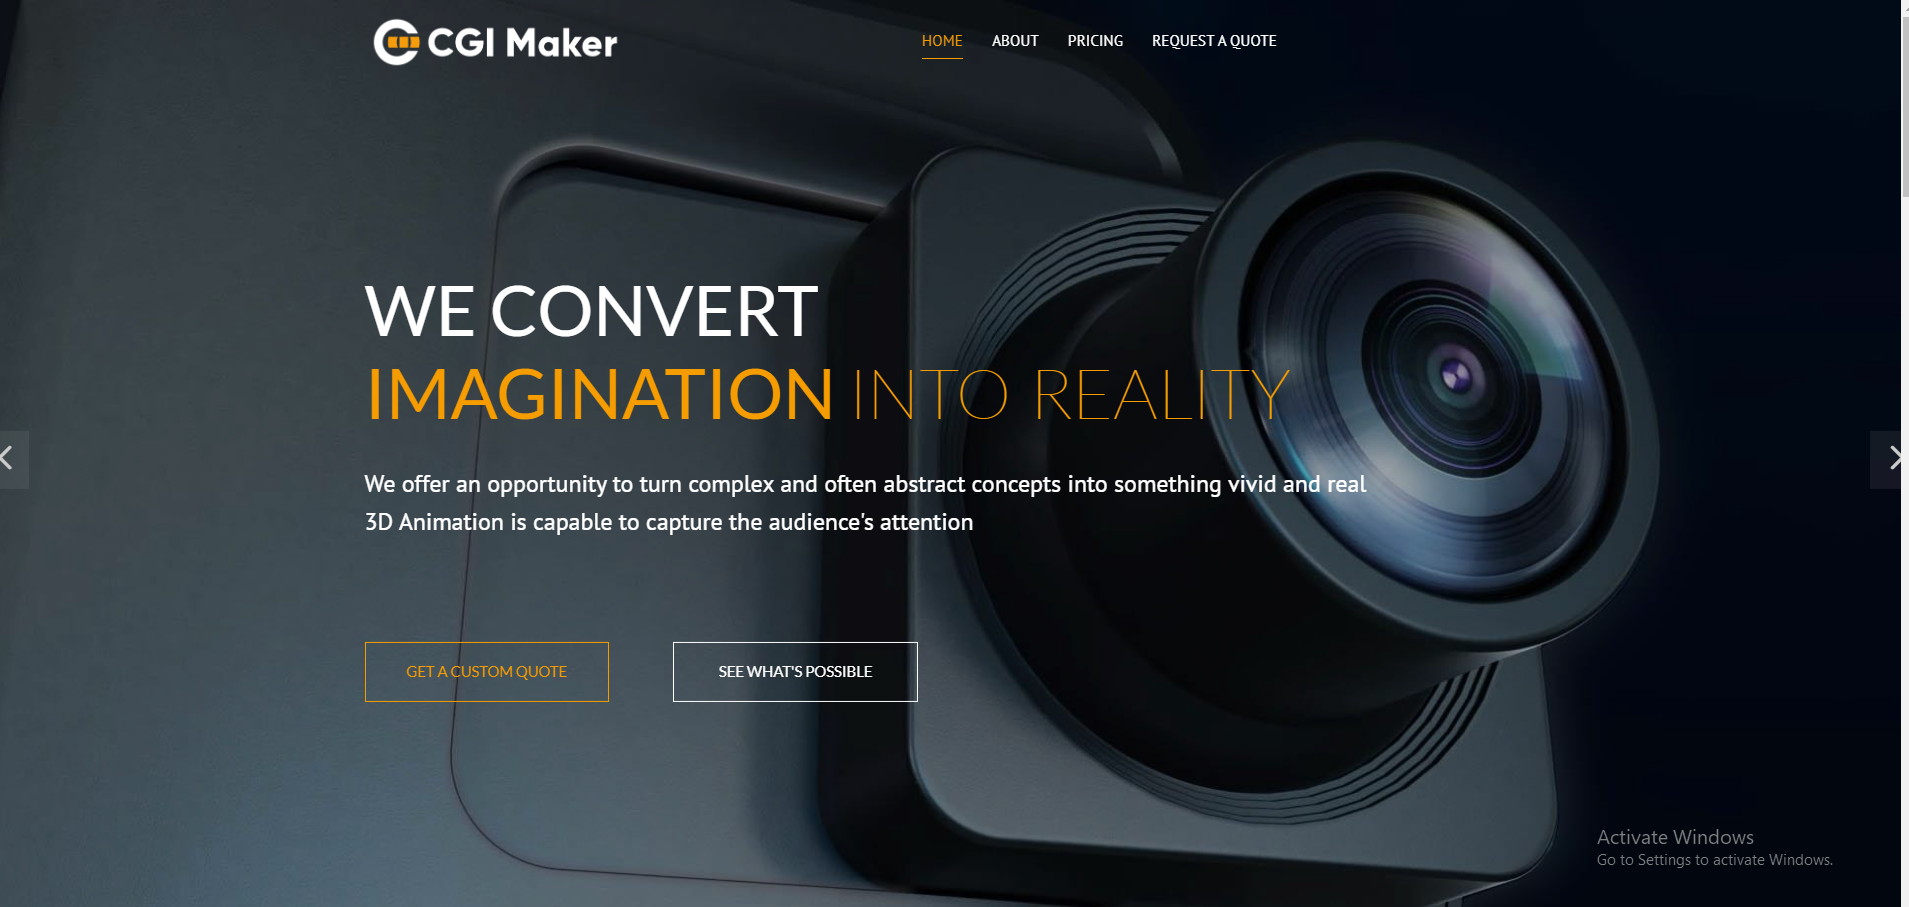 CGI Maker
HOME ABOUT PRICING REQUEST A QUOTE
WE CONVERT
IMAGINATION INTO REALITY
We offer an opportunity to turn complex and often abstract concepts into something vivid and real
3D Animation is capable to capture the audience's attention
GET A CUSTOM QUOTE SEE WHAT'S POSSIBLE
Activate Windows
Go to Settings to activate Windows.